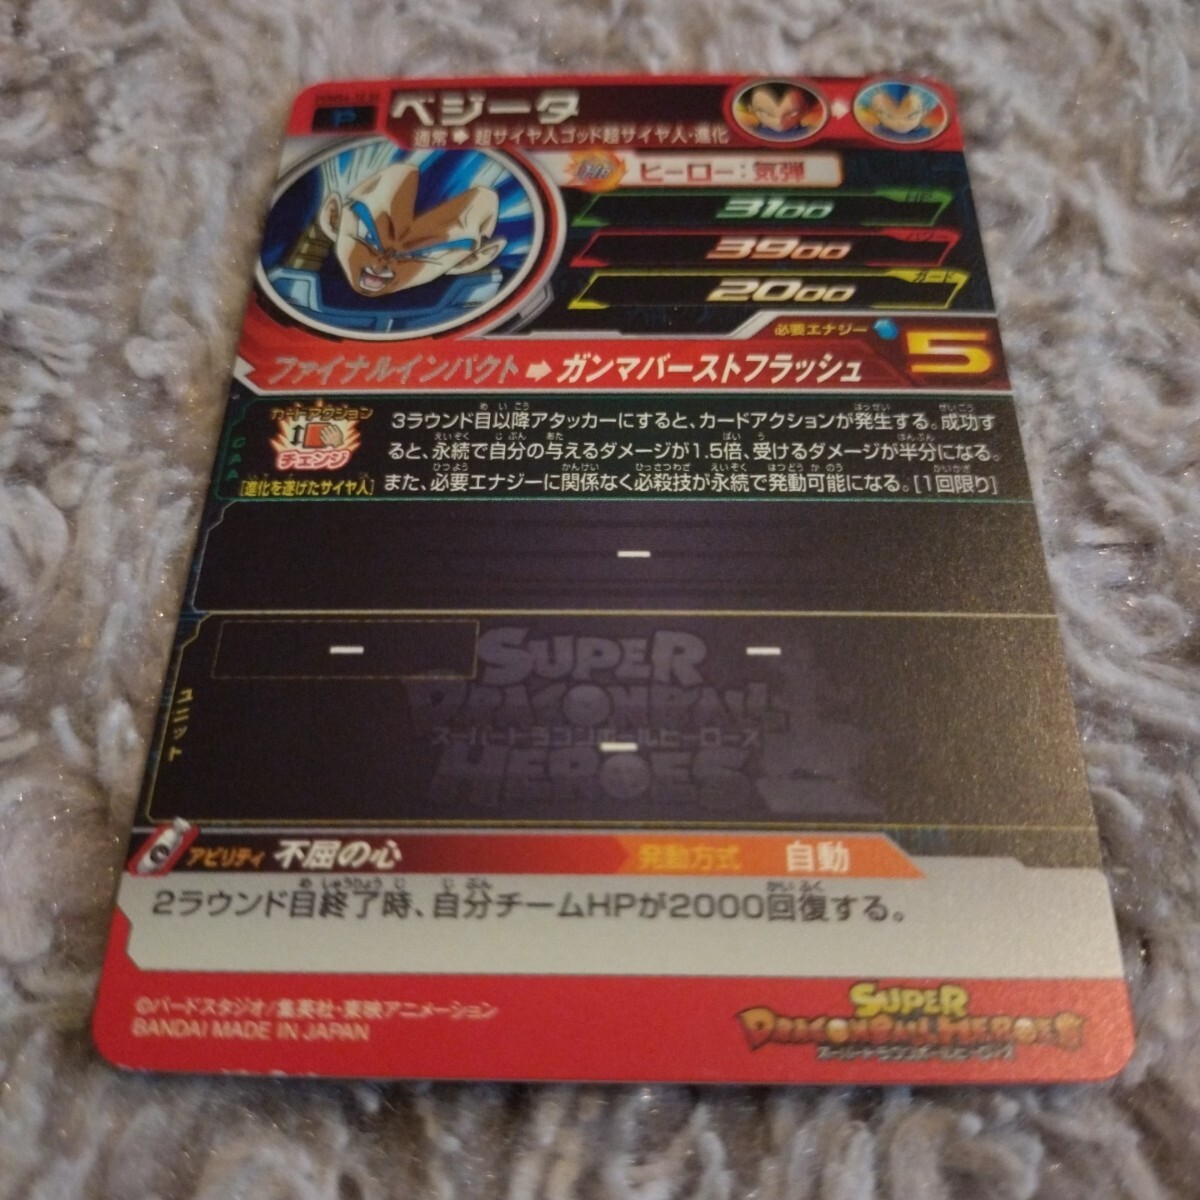 P
ベジータ
通常➡超サイヤ人ゴッド超サイヤ人・進化
ヒーロー：気弾
HP
3100
パワー
3900
ガード
2000
必要エナジー
5
ファイナルインパクト➡ガンマバーストフラッシュ
CAA
カードアクション
チェンジ
[進化を遂げたサイヤ人]
3ラウンド目以降アタッカーにすると、カードアクションが発生する。成功す
ると、永続で自分の与えるダメージが1.5倍、受けるダメージが半分になる。
また、必要エナジーに関係なく必殺技が永続で発動可能になる。[1回限り]
ー
ユニット
ー ー
ー
SUPER
DRAGONBALL
スーパードラゴンボールヒーローズ
HEROES
アビリティ 不屈の心 発動方式 自動
2ラウンド目終了時、自分チームHPが2000回復する。
©バードスタジオ/集英社・東映アニメーション
BANDAI MADE IN JAPAN
SUPER
DRAGONBALL HEROES
スーパードラゴンボールヒーローズ